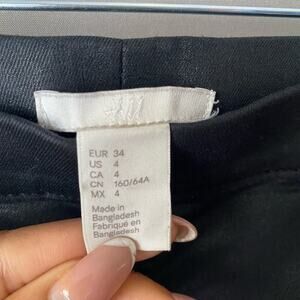 H&M
EUR 34
US 4
CA 4
CN 160/64A
MX 4
Made in
Bangladesh
Fabriqué en
Bangladesh